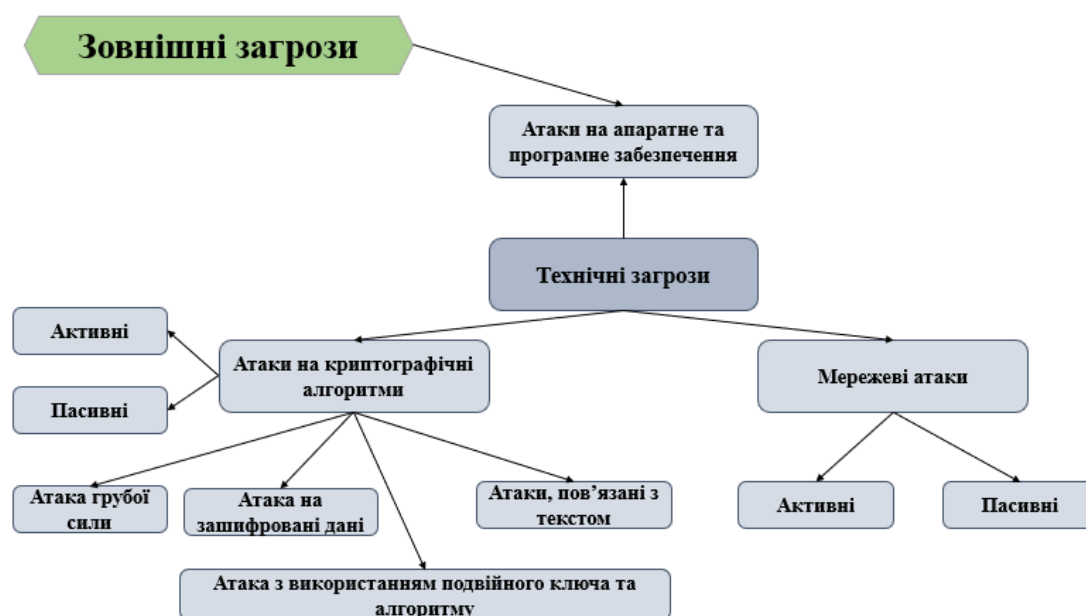 Зовнішні загрози
Атаки на апаратне та
програмне забезпечення
Технічні загрози
Активні
Пасивні
Атаки на криптографічні
алгоритми
Мережеві атаки
Атака грубої
сили
Атака на
зашифровані дані
Атаки, пов’язані з
текстом
Активні
Пасивні
Атака з використанням подвійного ключа та
алгоритму